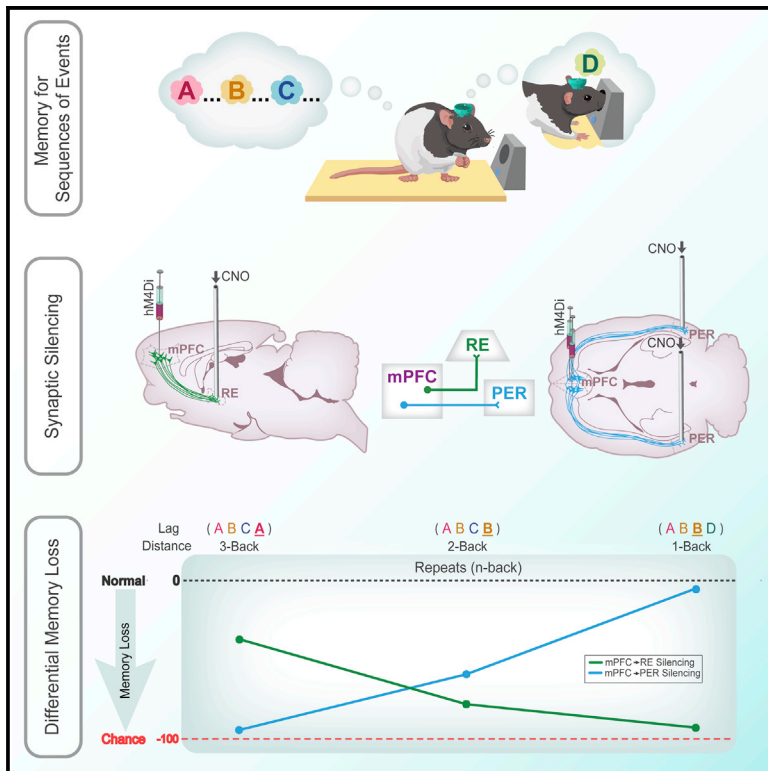 Memory for
Sequences of Events
A ... B ... C ...
D
Synaptic Silencing
hM4Di
CNO
mPFC
RE
RE
mPFC
PER
CNO
hM4Di
PER
CNO
mPFC
PER
Differential Memory Loss
Lag
Distance
( A B C A )
3-Back
( A B C B )
2-Back
( A B B D )
1-Back
Repeats (n-back)
Normal
0
Memory Loss
mPFC→RE Silencing
mPFC→PER Silencing
Chance
-100